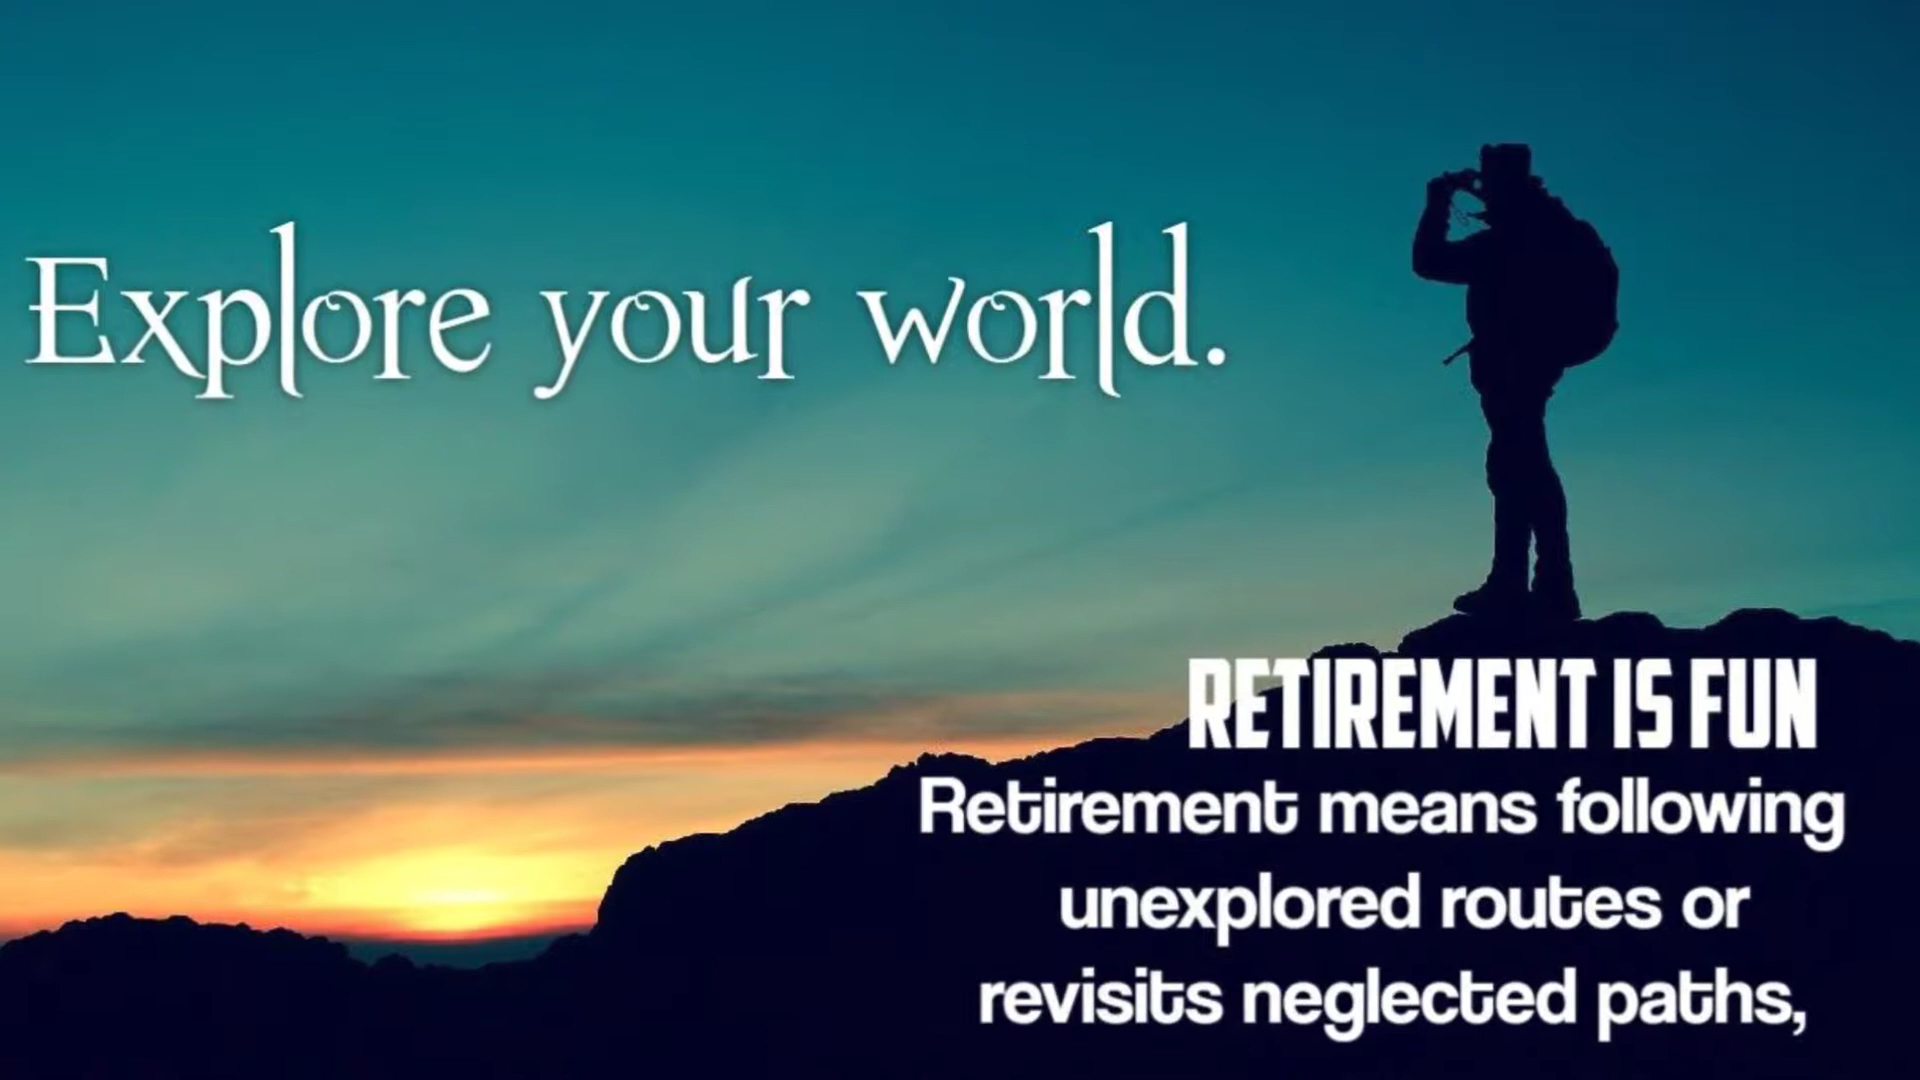 Explore your world.
RETIREMENT IS FUN
Retirement means following
unexplored routes or
revisits neglected paths,